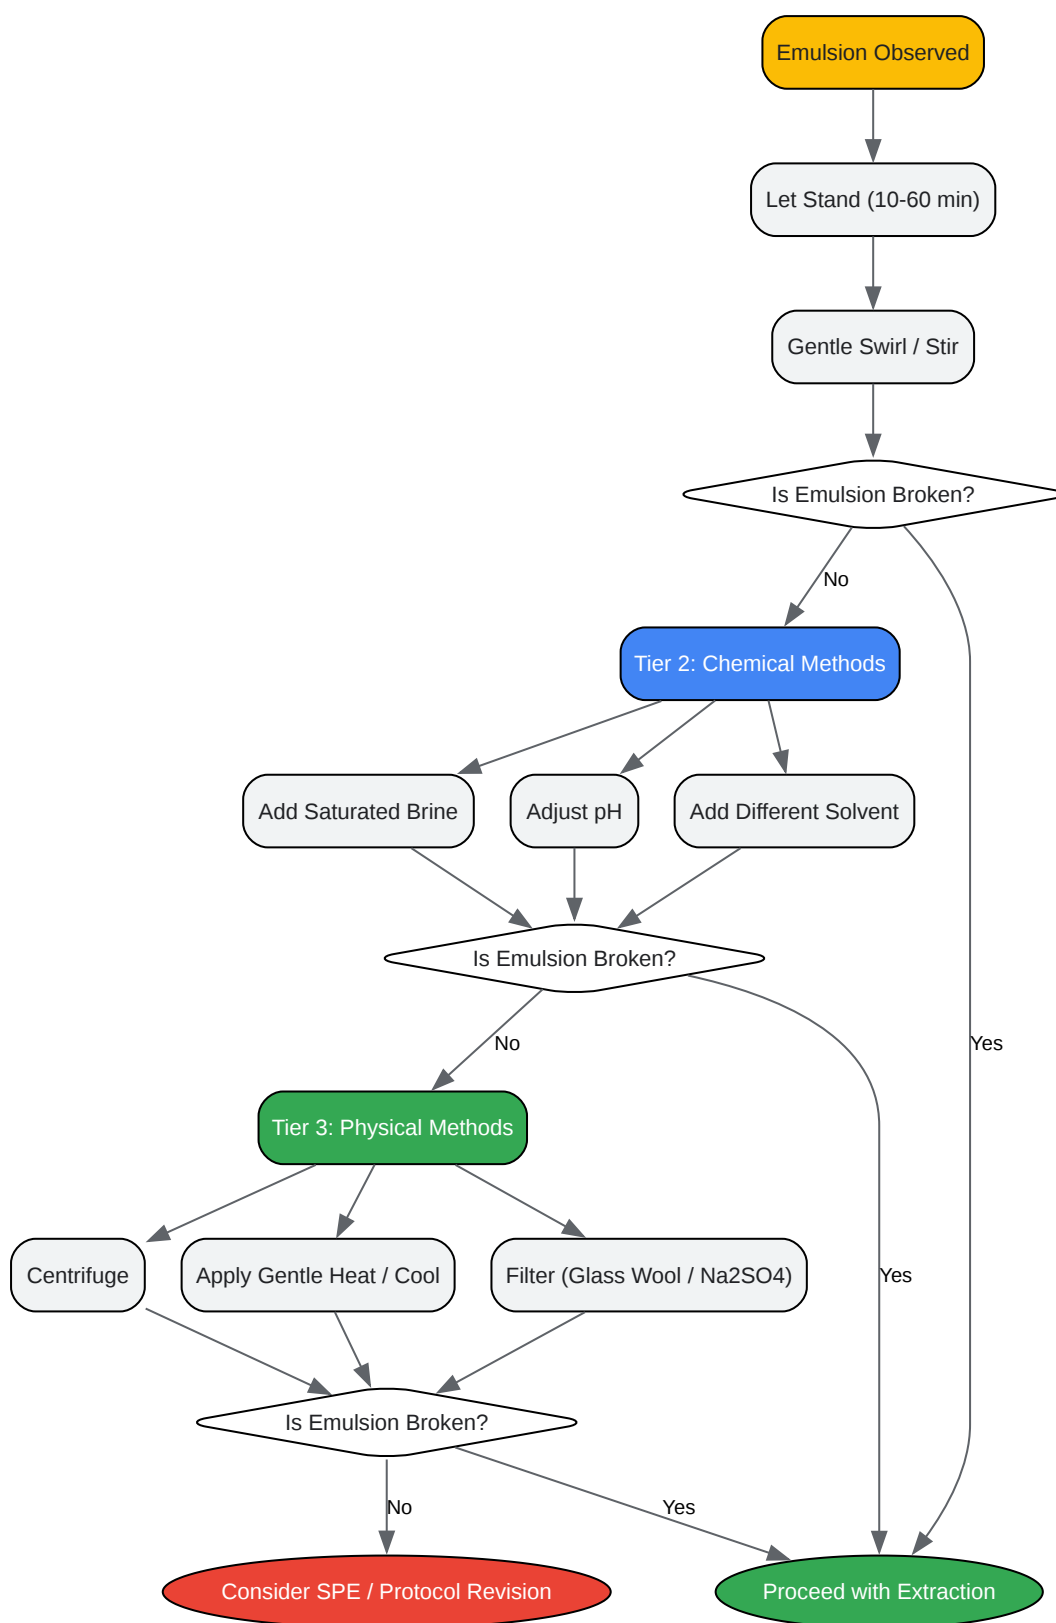 Emulsion Observed
Let Stand (10-60 min)
Gentle Swirl / Stir
Is Emulsion Broken?
No
Tier 2: Chemical Methods
Add Saturated Brine
Adjust pH
Add Different Solvent
Is Emulsion Broken?
No
Yes
Tier 3: Physical Methods
Centrifuge
Apply Gentle Heat / Cool
Filter (Glass Wool / Na2SO4)
Yes
Is Emulsion Broken?
No
Yes
Consider SPE / Protocol Revision
Proceed with Extraction